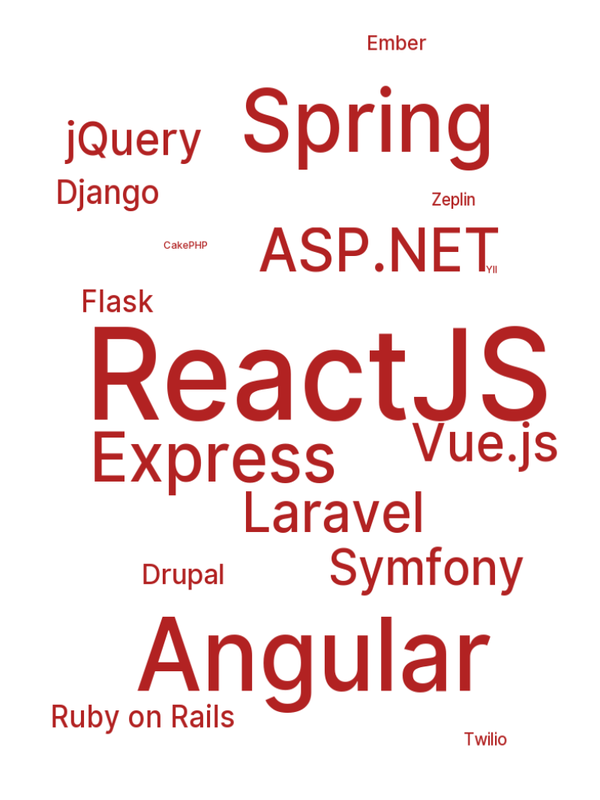 Ember
Spring
jQuery
Django
Zeplin
ASP.NET
CakePHP
YII
Flask
ReactJS
Vue.js
Express
Laravel
Symfony
Drupal
Angular
Ruby on Rails
Twilio